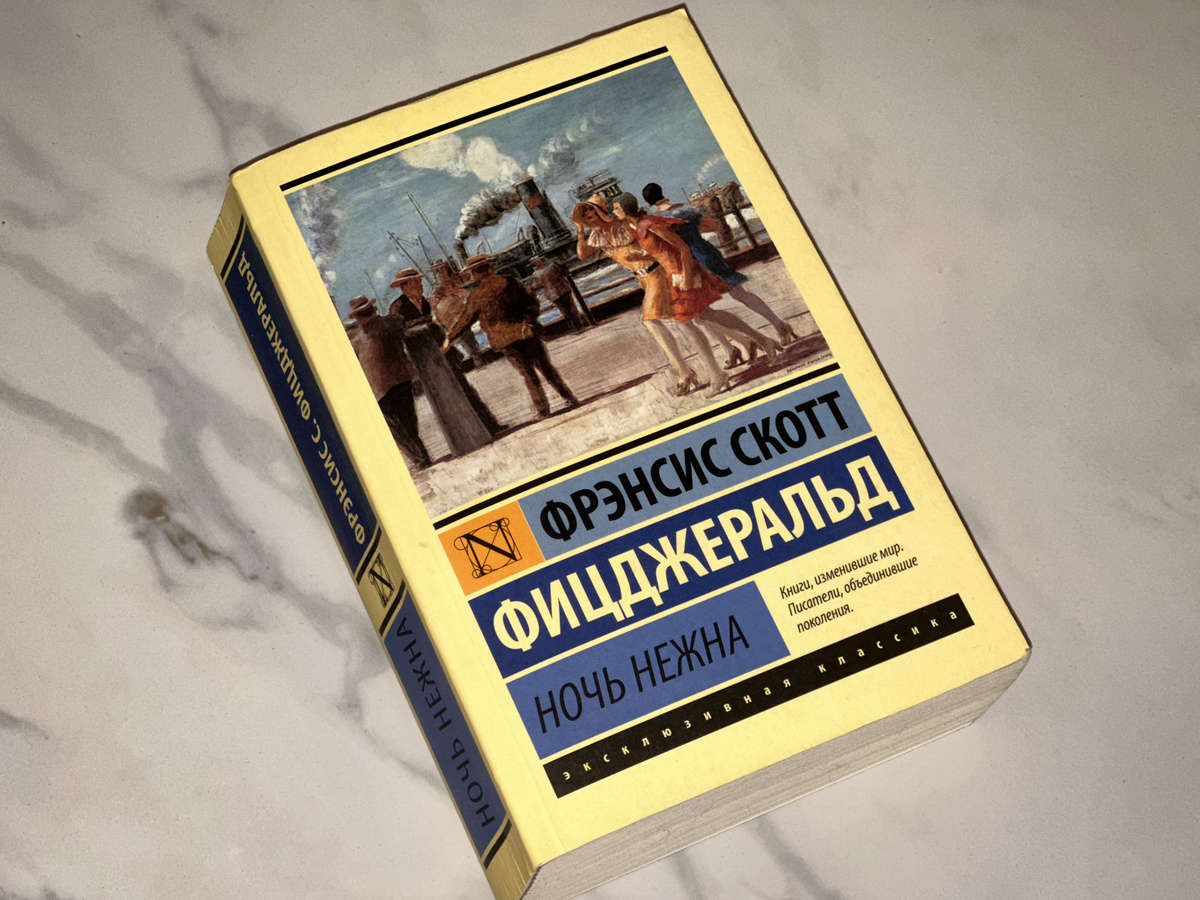 ФРЭНСИС СКОТТ
N
ФИЦДЖЕРАЛЬД
НОЧЬ НЕЖНА
Книги, изменившие мир.
Писатели, объединившие
поколения.
эксклюзивная классика
ФРЭНСИС С. ФИЦДЖЕРАЛЬД
N
НОЧЬ НЕЖНА